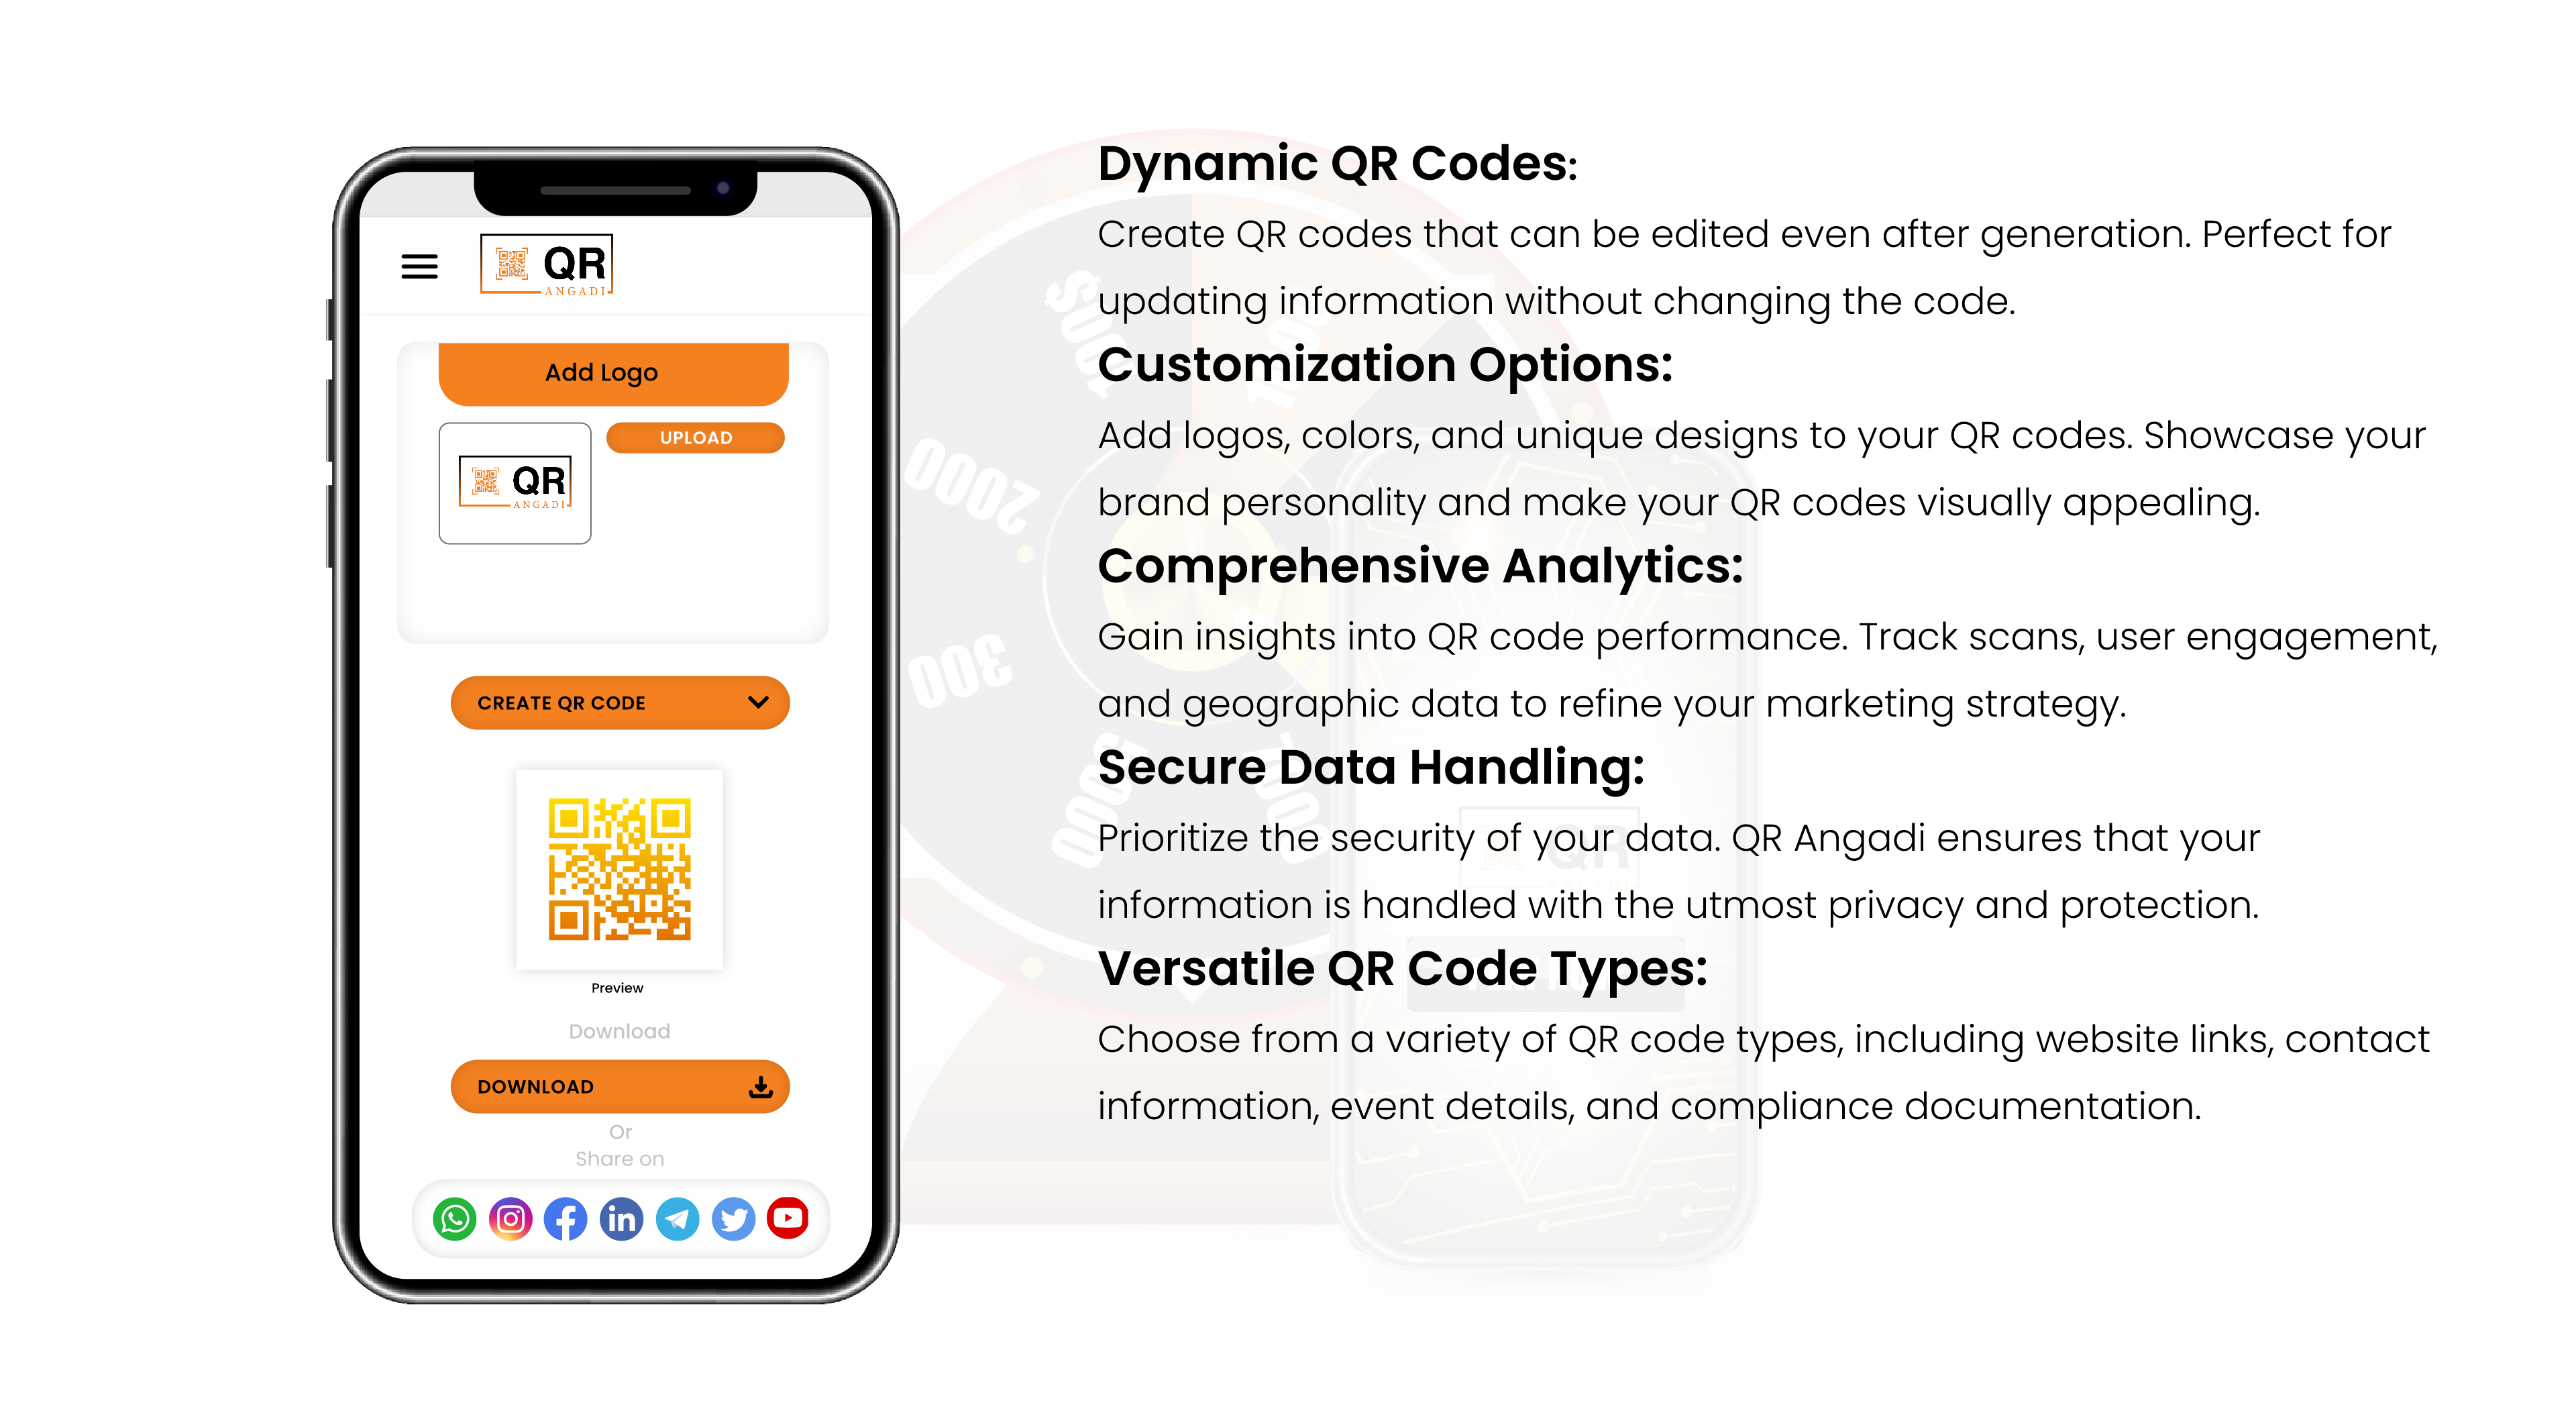 QR
ANGADI
Add Logo
UPLOAD
QR
ANGADI
CREATE QR CODE
Preview
Download
DOWNLOAD
Or
Share on
in
Dynamic QR Codes:
Create QR codes that can be edited even after generation. Perfect for
updating information without changing the code.
Customization Options:
Add logos, colors, and unique designs to your QR codes. Showcase your
brand personality and make your QR codes visually appealing.
Comprehensive Analytics:
Gain insights into QR code performance. Track scans, user engagement,
and geographic data to refine your marketing strategy.
Secure Data Handling:
Prioritize the security of your data. QR Angadi ensures that your
information is handled with the utmost privacy and protection.
Versatile QR Code Types:
Choose from a variety of QR code types, including website links, contact
information, event details, and compliance documentation.
2000
300
5000
QR